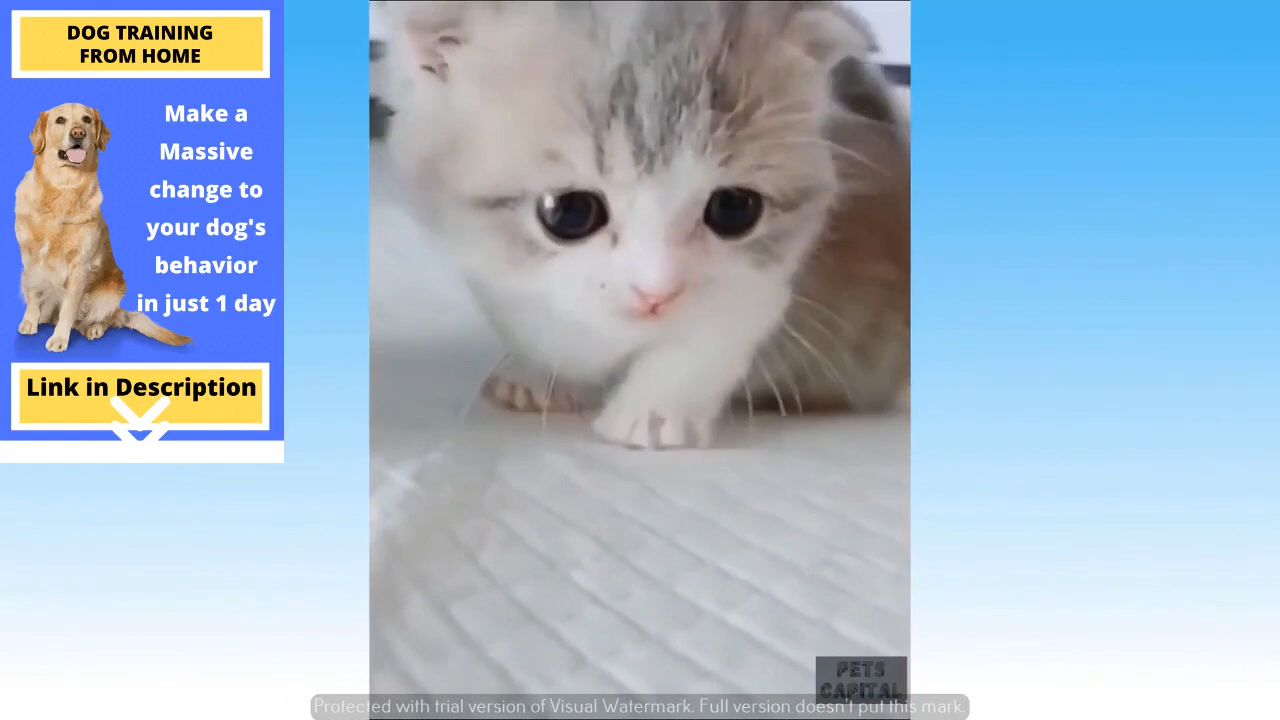 DOG TRAINING
FROM HOME
Make a
Massive
change to
your dog's
behavior
in just 1 day
Link in Description
PETS
CAPITAL
Protected with trial version of Visual Watermark. Full version doesn't put this mark.